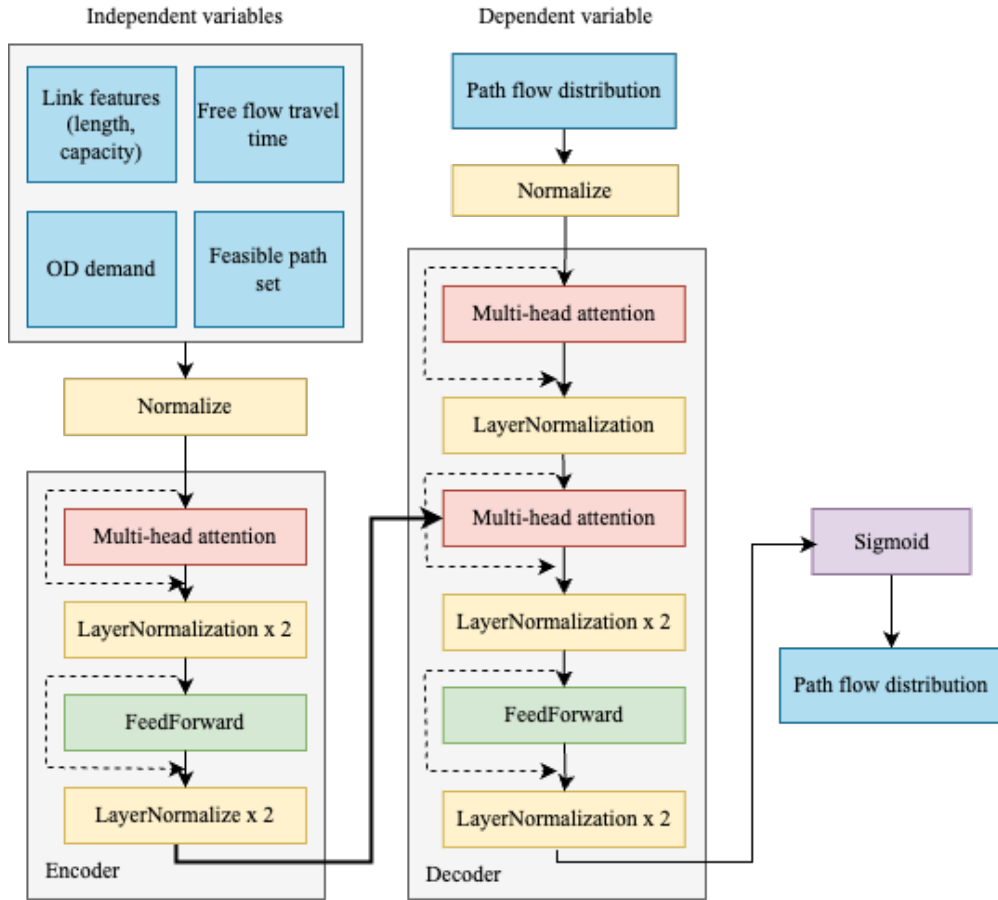 Independent variables
Link features
(length,
capacity)
Free flow travel
time
OD demand
Feasible path
set
Normalize
Multi-head attention
LayerNormalization x 2
FeedForward
LayerNormalize x 2
Encoder
Dependent variable
Path flow distribution
Normalize
Multi-head attention
LayerNormalization
Multi-head attention
LayerNormalization x 2
FeedForward
LayerNormalization x 2
Decoder
Sigmoid
Path flow distribution